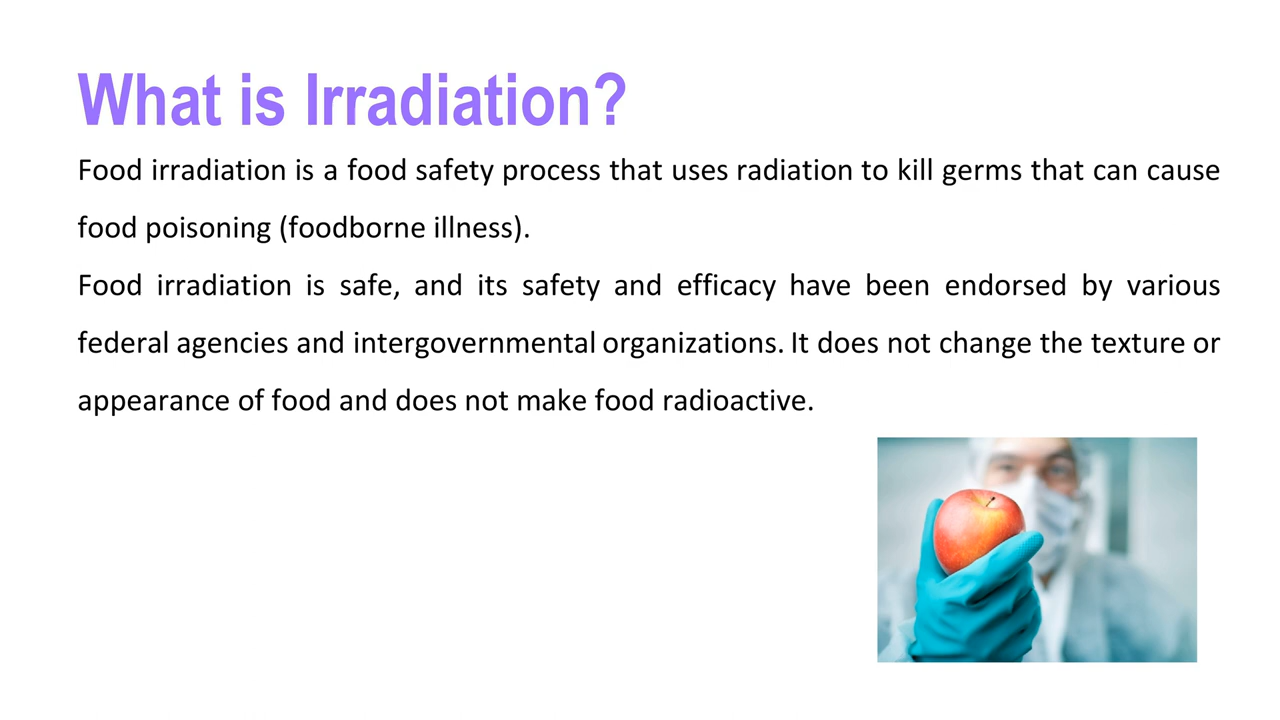 What is Irradiation?
Food irradiation is a food safety process that uses radiation to kill germs that can cause
food poisoning (foodborne illness).
Food irradiation is safe, and its safety and efficacy have been endorsed by various
federal agencies and intergovernmental organizations. It does not change the texture or
appearance of food and does not make food radioactive.